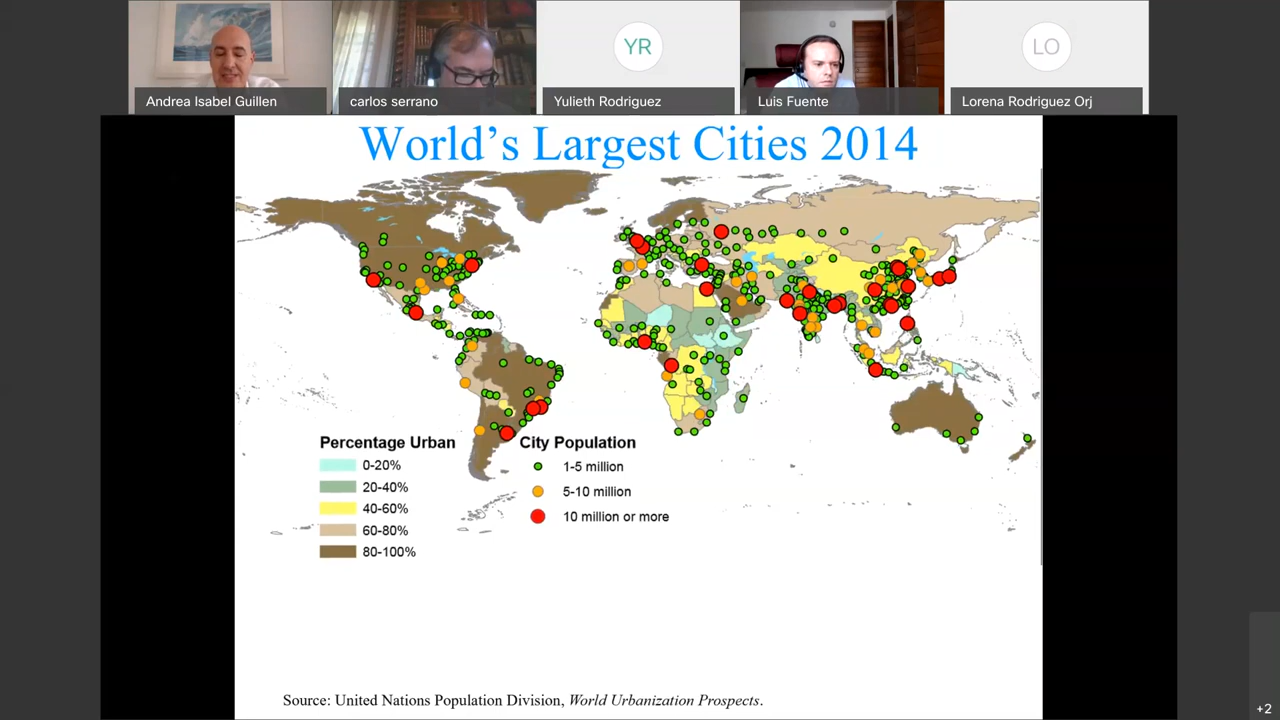 YR
LO
Andrea Isabel Guillen
carlos serrano
Yulieth Rodriguez
Luis Fuente
Lorena Rodriguez Orj
World's Largest Cities 2014
Percentage Urban
0-20%
20-40%
40-60%
60-80%
80-100%
City Population
1-5 million
5-10 million
10 million or more
Source: United Nations Population Division, World Urbanization Prospects.
+2